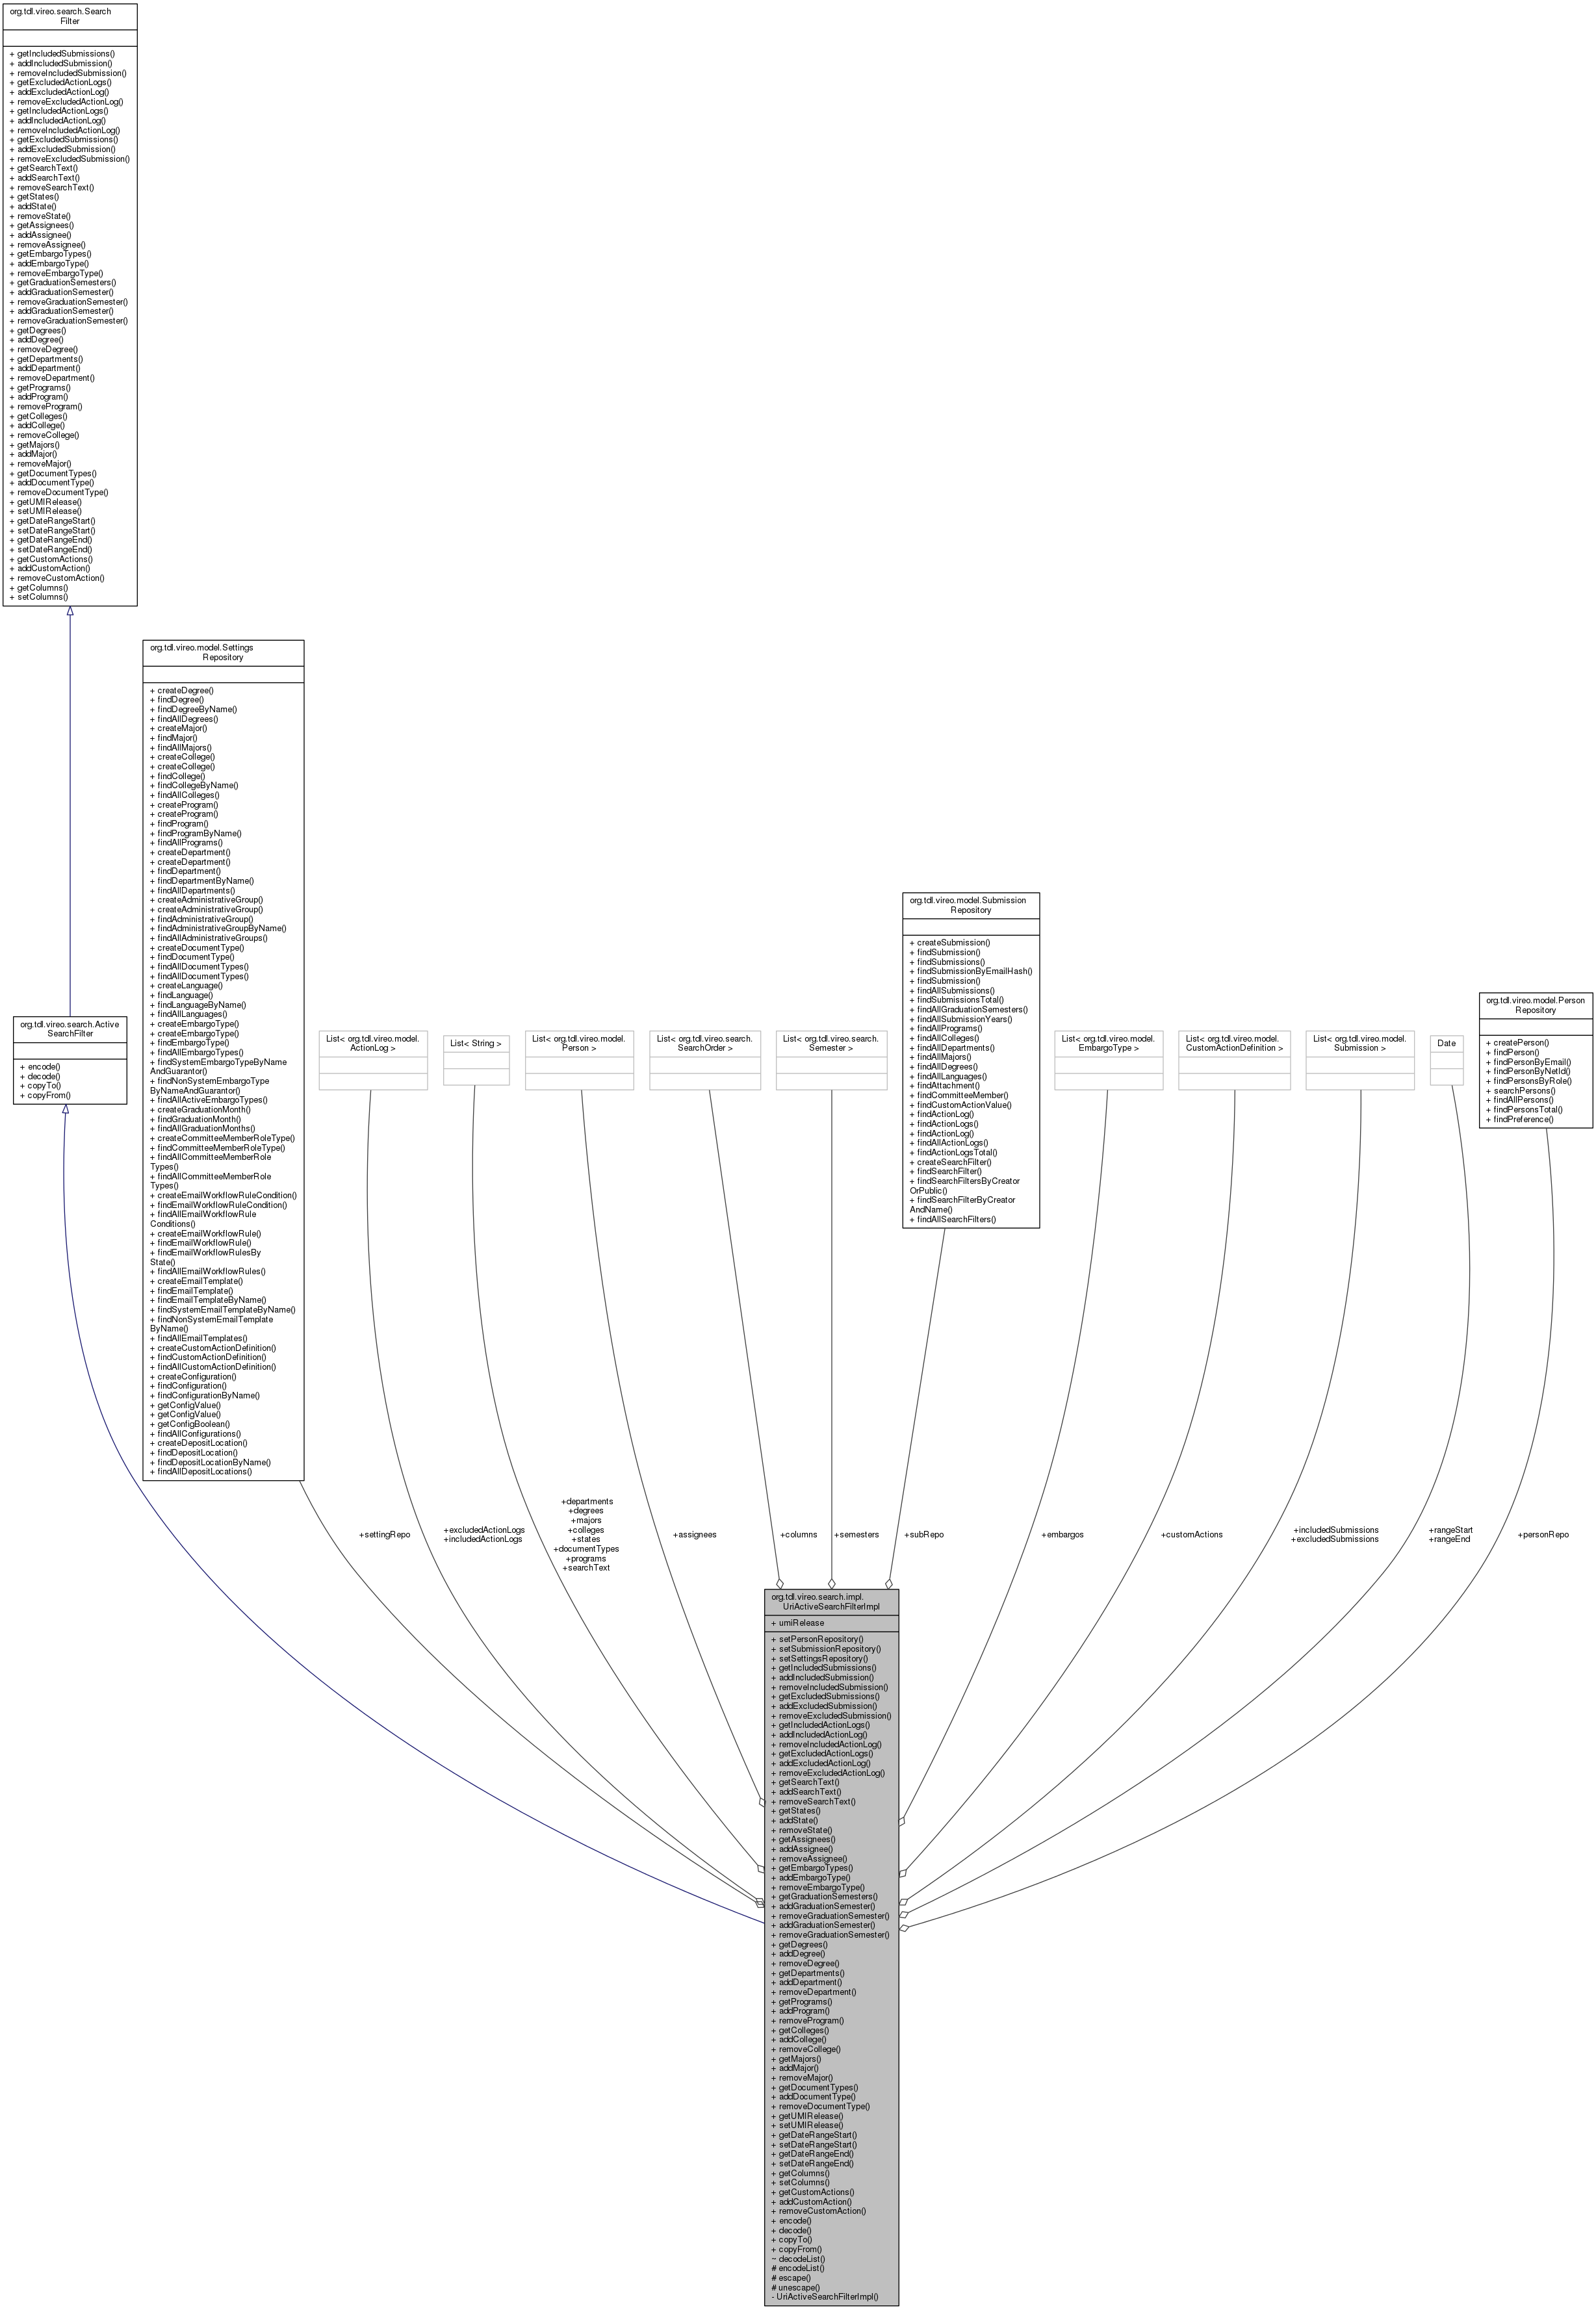 org.tdl.vireo.search.Search
Filter
+ getIncludedSubmissions()
+ addIncludedSubmission()
+ removeIncludedSubmission()
+ getExcludedActionLogs()
+ addExcludedActionLog()
+ removeExcludedActionLog()
+ getIncludedActionLogs()
+ addIncludedActionLog()
+ removeIncludedActionLog()
+ getExcludedSubmissions()
+ addExcludedSubmission()
+ removeExcludedSubmission()
+ getSearchText()
+ addSearchText()
+ removeSearchText()
+ getStates()
+ addState()
+ removeState()
+ getAssignees()
+ addAssignee()
+ removeAssignee()
+ getEmbargoTypes()
+ addEmbargoType()
+ removeEmbargoType()
+ getGraduationSemesters()
+ addGraduationSemester()
+ removeGraduationSemester()
+ addGraduationSemester()
+ removeGraduationSemester()
+ getDegrees()
+ addDegree()
+ removeDegree()
+ getDepartments()
+ addDepartment()
+ removeDepartment()
+ getPrograms()
+ addProgram()
+ removeProgram()
+ getColleges()
+ addCollege()
+ removeCollege()
+ getMajors()
+ addMajor()
+ removeMajor()
+ getDocumentTypes()
+ addDocumentType()
+ removeDocumentType()
+ getUMIRelease()
+ setUMIRelease()
+ getDateRangeStart()
+ setDateRangeStart()
+ getDateRangeEnd()
+ setDateRangeEnd()
+ getCustomActions()
+ addCustomAction()
+ removeCustomAction()
+ getColumns()
+ setColumns()
org.tdl.vireo.model.Settings
Repository
+ createDegree()
+ findDegree()
+ findDegreeByName()
+ findAllDegrees()
+ createMajor()
+ findMajor()
+ findAllMajors()
+ createCollege()
+ createCollege()
+ findCollege()
+ findCollegeByName()
+ findAllColleges()
+ createProgram()
+ createProgram()
+ findProgram()
+ findProgramByName()
+ findAllPrograms()
+ createDepartment()
+ createDepartment()
+ findDepartment()
+ findDepartmentByName()
+ findAllDepartments()
+ createAdministrativeGroup()
+ createAdministrativeGroup()
+ findAdministrativeGroup()
+ findAdministrativeGroupByName()
+ findAllAdministrativeGroups()
+ createDocumentType()
+ findDocumentType()
+ findAllDocumentTypes()
+ findAllDocumentTypes()
+ createLanguage()
+ findLanguage()
+ findLanguageByName()
+ findAllLanguages()
+ createEmbargoType()
+ createEmbargoType()
+ findEmbargoType()
+ findAllEmbargoTypes()
+ findSystemEmbargoTypeByName
AndGuarantor()
+ findNonSystemEmbargoType
ByNameAndGuarantor()
+ findAllActiveEmbargoTypes()
+ createGraduationMonth()
+ findGraduationMonth()
+ findAllGraduationMonths()
+ createCommitteeMemberRoleType()
+ findCommitteeMemberRoleType()
+ findAllCommitteeMemberRole
Types()
+ findAllCommitteeMemberRole
Types()
+ createEmailWorkflowRuleCondition()
+ findEmailWorkflowRuleCondition()
+ findAllEmailWorkflowRule
Conditions()
+ createEmailWorkflowRule()
+ findEmailWorkflowRule()
+ findEmailWorkflowRulesBy
State()
+ findAllEmailWorkflowRules()
+ createEmailTemplate()
+ findEmailTemplate()
+ findEmailTemplateByName()
+ findSystemEmailTemplateByName()
+ findNonSystemEmailTemplate
ByName()
+ findAllEmailTemplates()
+ createCustomActionDefinition()
+ findCustomActionDefinition()
+ findAllCustomActionDefinition()
+ createConfiguration()
+ findConfiguration()
+ findConfigurationByName()
+ getConfigValue()
+ getConfigValue()
+ getConfigBoolean()
+ findAllConfigurations()
+ createDepositLocation()
+ findDepositLocation()
+ findDepositLocationByName()
+ findAllDepositLocations()
org.tdl.vireo.search.Active
SearchFilter
+ encode()
+ decode()
+ copyTo()
+ copyFrom()
List< org.tdl.vireo.model.
ActionLog >
List< String >
List< org.tdl.vireo.model.
Person >
List< org.tdl.vireo.search.
SearchOrder >
List< org.tdl.vireo.search.
Semester >
org.tdl.vireo.model.Submission
Repository
+ createSubmission()
+ findSubmission()
+ findSubmissions()
+ findSubmissionByEmailHash()
+ findSubmission()
+ findAllSubmissions()
+ findSubmissionsTotal()
+ findAllGraduationSemesters()
+ findAllSubmissionYears()
+ findAllPrograms()
+ findAllColleges()
+ findAllDepartments()
+ findAllMajors()
+ findAllDegrees()
+ findAllLanguages()
+ findAttachment()
+ findCommitteeMember()
+ findCustomActionValue()
+ findActionLog()
+ findActionLogs()
+ findActionLog()
+ findAllActionLogs()
+ findActionLogsTotal()
+ createSearchFilter()
+ findSearchFilter()
+ findSearchFiltersByCreator
OrPublic()
+ findSearchFilterByCreator
AndName()
+ findAllSearchFilters()
List< org.tdl.vireo.model.
EmbargoType >
List< org.tdl.vireo.model.
CustomActionDefinition >
List< org.tdl.vireo.model.
Submission >
Date
org.tdl.vireo.model.Person
Repository
+ createPerson()
+ findPerson()
+ findPersonByEmail()
+ findPersonByNetId()
+ findPersonsByRole()
+ searchPersons()
+ findAllPersons()
+ findPersonsTotal()
+ findPreference()
+settingRepo
+excludedActionLogs
+includedActionLogs
+departments
+degrees
+majors
+colleges
+states
+documentTypes
+programs
+searchText
+assignees
+columns
+semesters
+subRepo
+embargos
+customActions
+includedSubmissions
+excludedSubmissions
+rangeStart
+rangeEnd
+personRepo
org.tdl.vireo.search.impl.
UriActiveSearchFilterImpl
+ umiRelease
+ setPersonRepository()
+ setSubmissionRepository()
+ setSettingsRepository()
+ getIncludedSubmissions()
+ addIncludedSubmission()
+ removeIncludedSubmission()
+ getExcludedSubmissions()
+ addExcludedSubmission()
+ removeExcludedSubmission()
+ getIncludedActionLogs()
+ addIncludedActionLog()
+ removeIncludedActionLog()
+ getExcludedActionLogs()
+ addExcludedActionLog()
+ removeExcludedActionLog()
+ getSearchText()
+ addSearchText()
+ removeSearchText()
+ getStates()
+ addState()
+ removeState()
+ getAssignees()
+ addAssignee()
+ removeAssignee()
+ getEmbargoTypes()
+ addEmbargoType()
+ removeEmbargoType()
+ getGraduationSemesters()
+ addGraduationSemester()
+ removeGraduationSemester()
+ addGraduationSemester()
+ removeGraduationSemester()
+ getDegrees()
+ addDegree()
+ removeDegree()
+ getDepartments()
+ addDepartment()
+ removeDepartment()
+ getPrograms()
+ addProgram()
+ removeProgram()
+ getColleges()
+ addCollege()
+ removeCollege()
+ getMajors()
+ addMajor()
+ removeMajor()
+ getDocumentTypes()
+ addDocumentType()
+ removeDocumentType()
+ getUMIRelease()
+ setUMIRelease()
+ getDateRangeStart()
+ setDateRangeStart()
+ getDateRangeEnd()
+ setDateRangeEnd()
+ getColumns()
+ setColumns()
+ getCustomActions()
+ addCustomAction()
+ removeCustomAction()
+ encode()
+ decode()
+ copyTo()
+ copyFrom()
~ decodeList()
# encodeList()
# escape()
# unescape()
- UriActiveSearchFilterImpl()